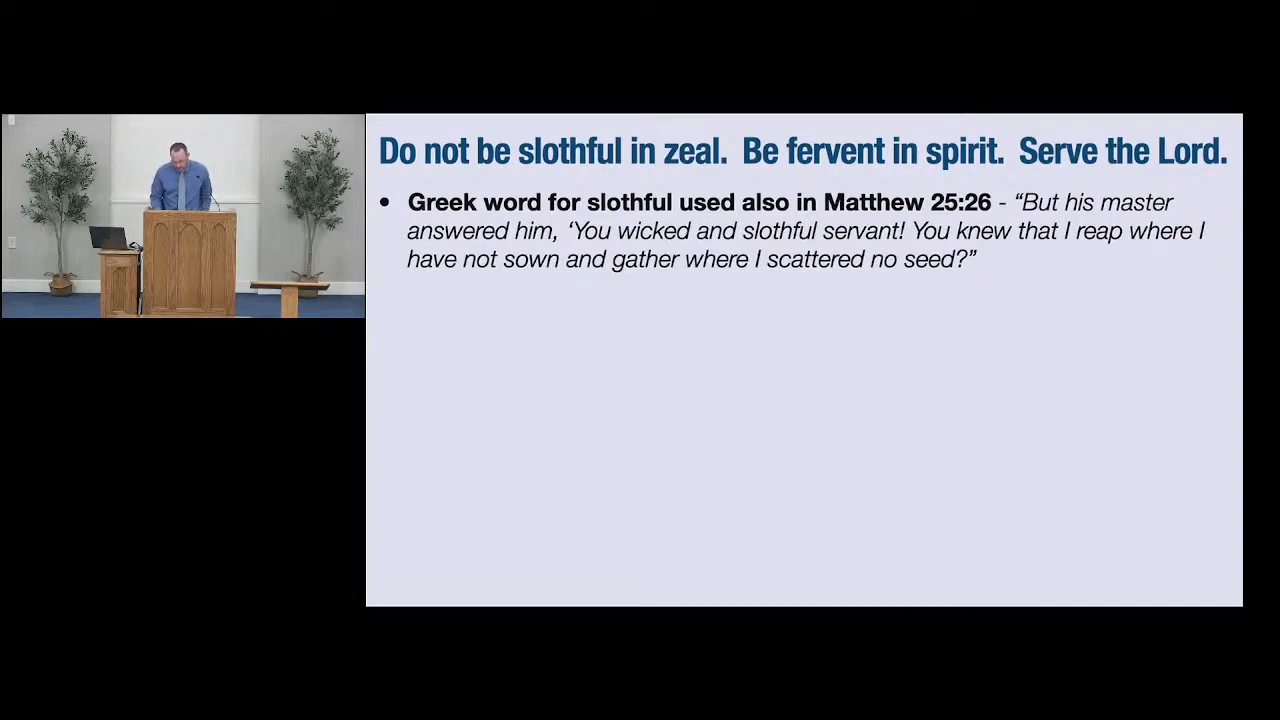 Do not be slothful in zeal.  Be fervent in spirit.  Serve the Lord.
• Greek word for slothful used also in Matthew 25:26 - “But his master
answered him, ‘You wicked and slothful servant! You knew that I reap where I
have not sown and gather where I scattered no seed?”